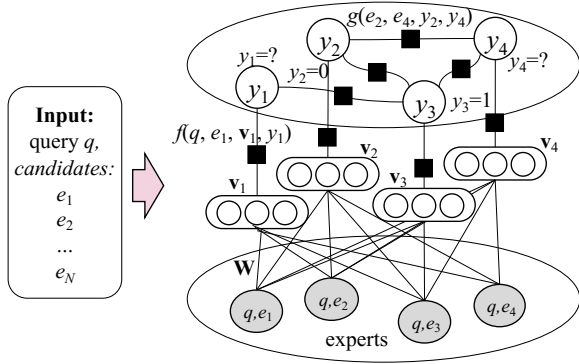 g(e₂, e₄, y₂, y₄)
y₁=?
y₂
y₄
y₂=0
y₄=?
y₁
y₃
y₃=1
f(q, e₁, v₁, y₁)
Input:
query q,
candidates:
e₁
e₂
...
e_N
v₁
v₂
v₃
v₄
W
q,e₁
q,e₂
q,e₃
q,e₄
experts